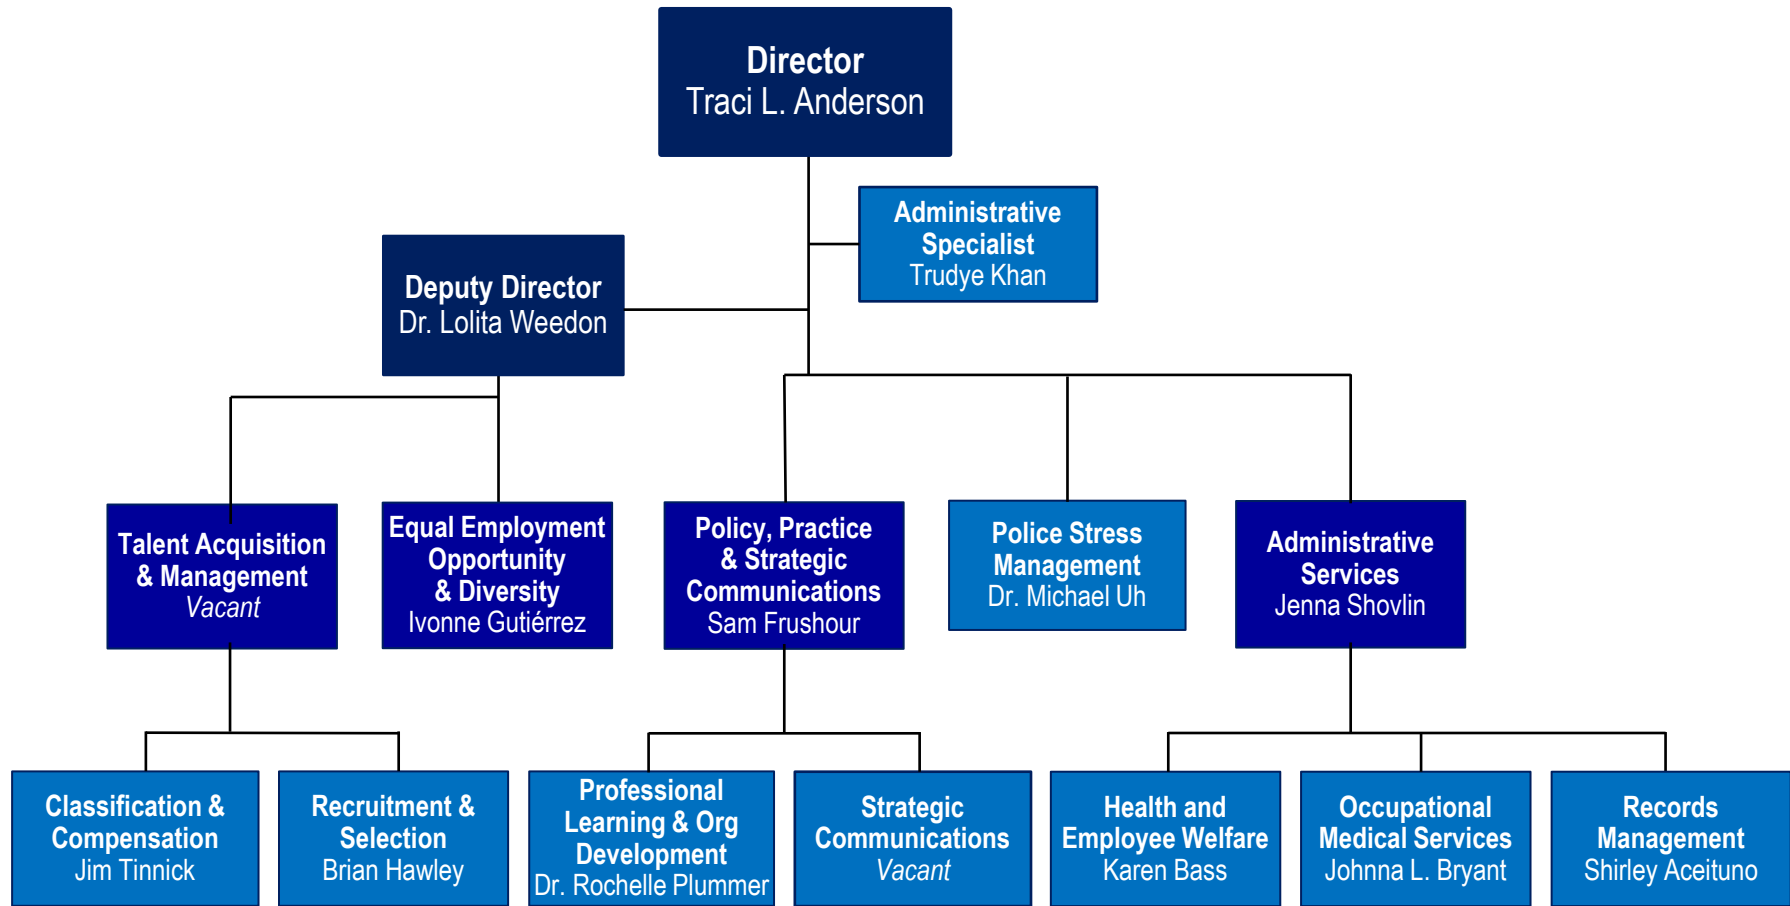 Director
Traci L. Anderson
Administrative
Specialist
Trudye Khan
Deputy Director
Dr. Lolita Weedon
Talent Acquisition
& Management
Vacant
Equal Employment
Opportunity
& Diversity
Ivonne Gutiérrez
Policy, Practice
& Strategic
Communications
Sam Frushour
Police Stress
Management
Dr. Michael Uh
Administrative
Services
Jenna Shovlin
Classification &
Compensation
Jim Tinnick
Recruitment &
Selection
Brian Hawley
Professional
Learning & Org
Development
Dr. Rochelle Plummer
Strategic
Communications
Vacant
Health and
Employee Welfare
Karen Bass
Occupational
Medical Services
Johnna L. Bryant
Records
Management
Shirley Aceituno